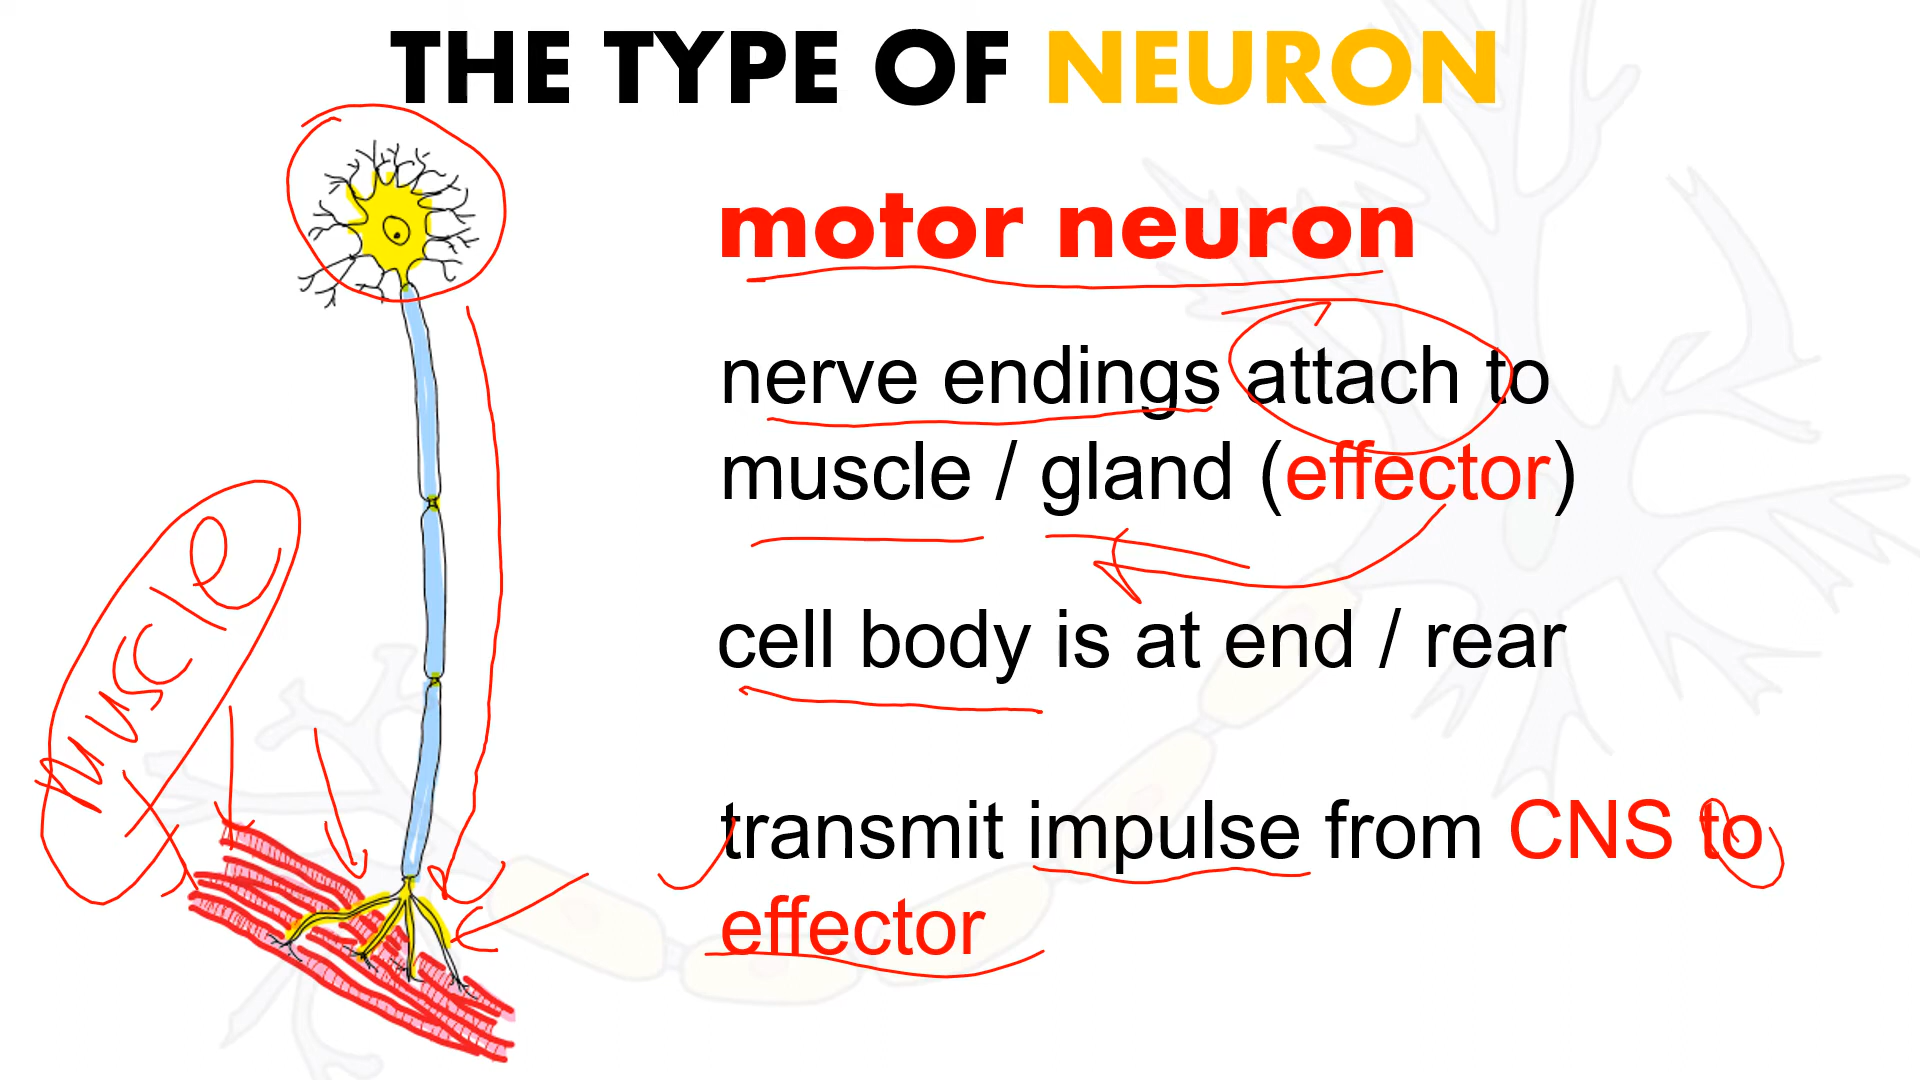 THE TYPE OF NEURON
motor neuron
nerve endings attach to
muscle / gland (effector)
cell body is at end / rear
transmit impulse from CNS to
effector
muscle